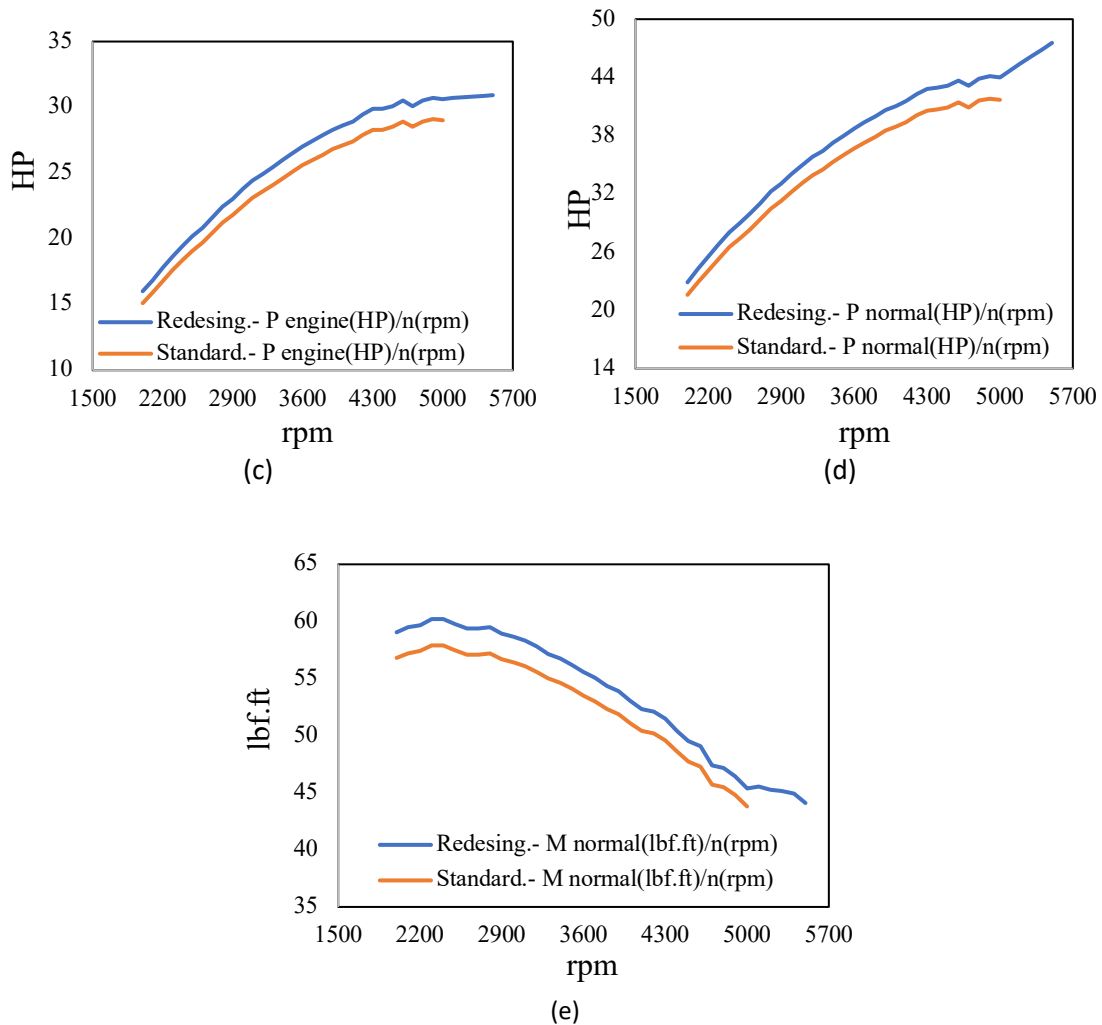 35
30
25
20
15
10
HP
Redesing.- P engine(HP)/n(rpm)
Standard.- P engine(HP)/n(rpm)
1500 2200 2900 3600 4300 5000 5700
rpm
(c)
50
44
38
32
26
20
14
HP
Redesing.- P normal(HP)/n(rpm)
Standard.- P normal(HP)/n(rpm)
1500 2200 2900 3600 4300 5000 5700
rpm
(d)
65
60
55
50
45
40
35
lbf.ft
Redesing.- M normal(lbf.ft)/n(rpm)
Standard.- M normal(lbf.ft)/n(rpm)
1500 2200 2900 3600 4300 5000 5700
rpm
(e)